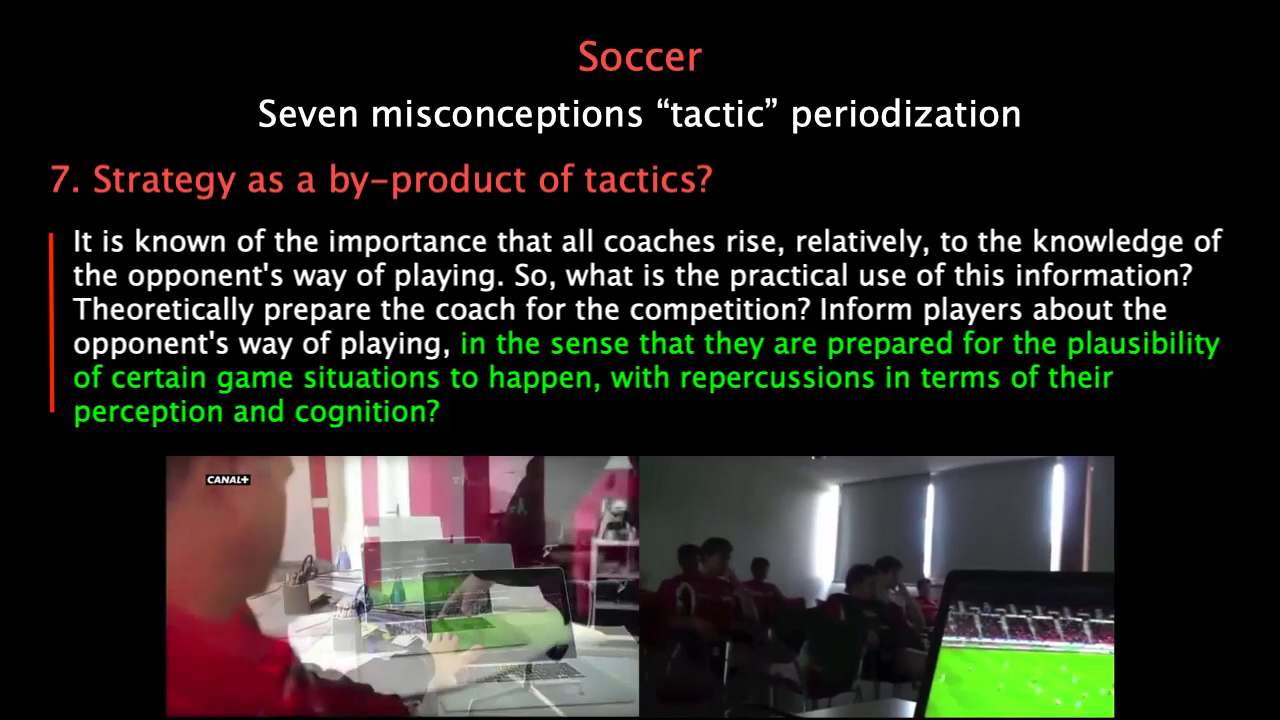 Soccer
Seven misconceptions “tactic” periodization
7. Strategy as a by-product of tactics?
It is known of the importance that all coaches rise, relatively, to the knowledge of
the opponent's way of playing. So, what is the practical use of this information?
Theoretically prepare the coach for the competition? Inform players about the
opponent's way of playing, in the sense that they are prepared for the plausibility
of certain game situations to happen, with repercussions in terms of their
perception and cognition?
CANAL+